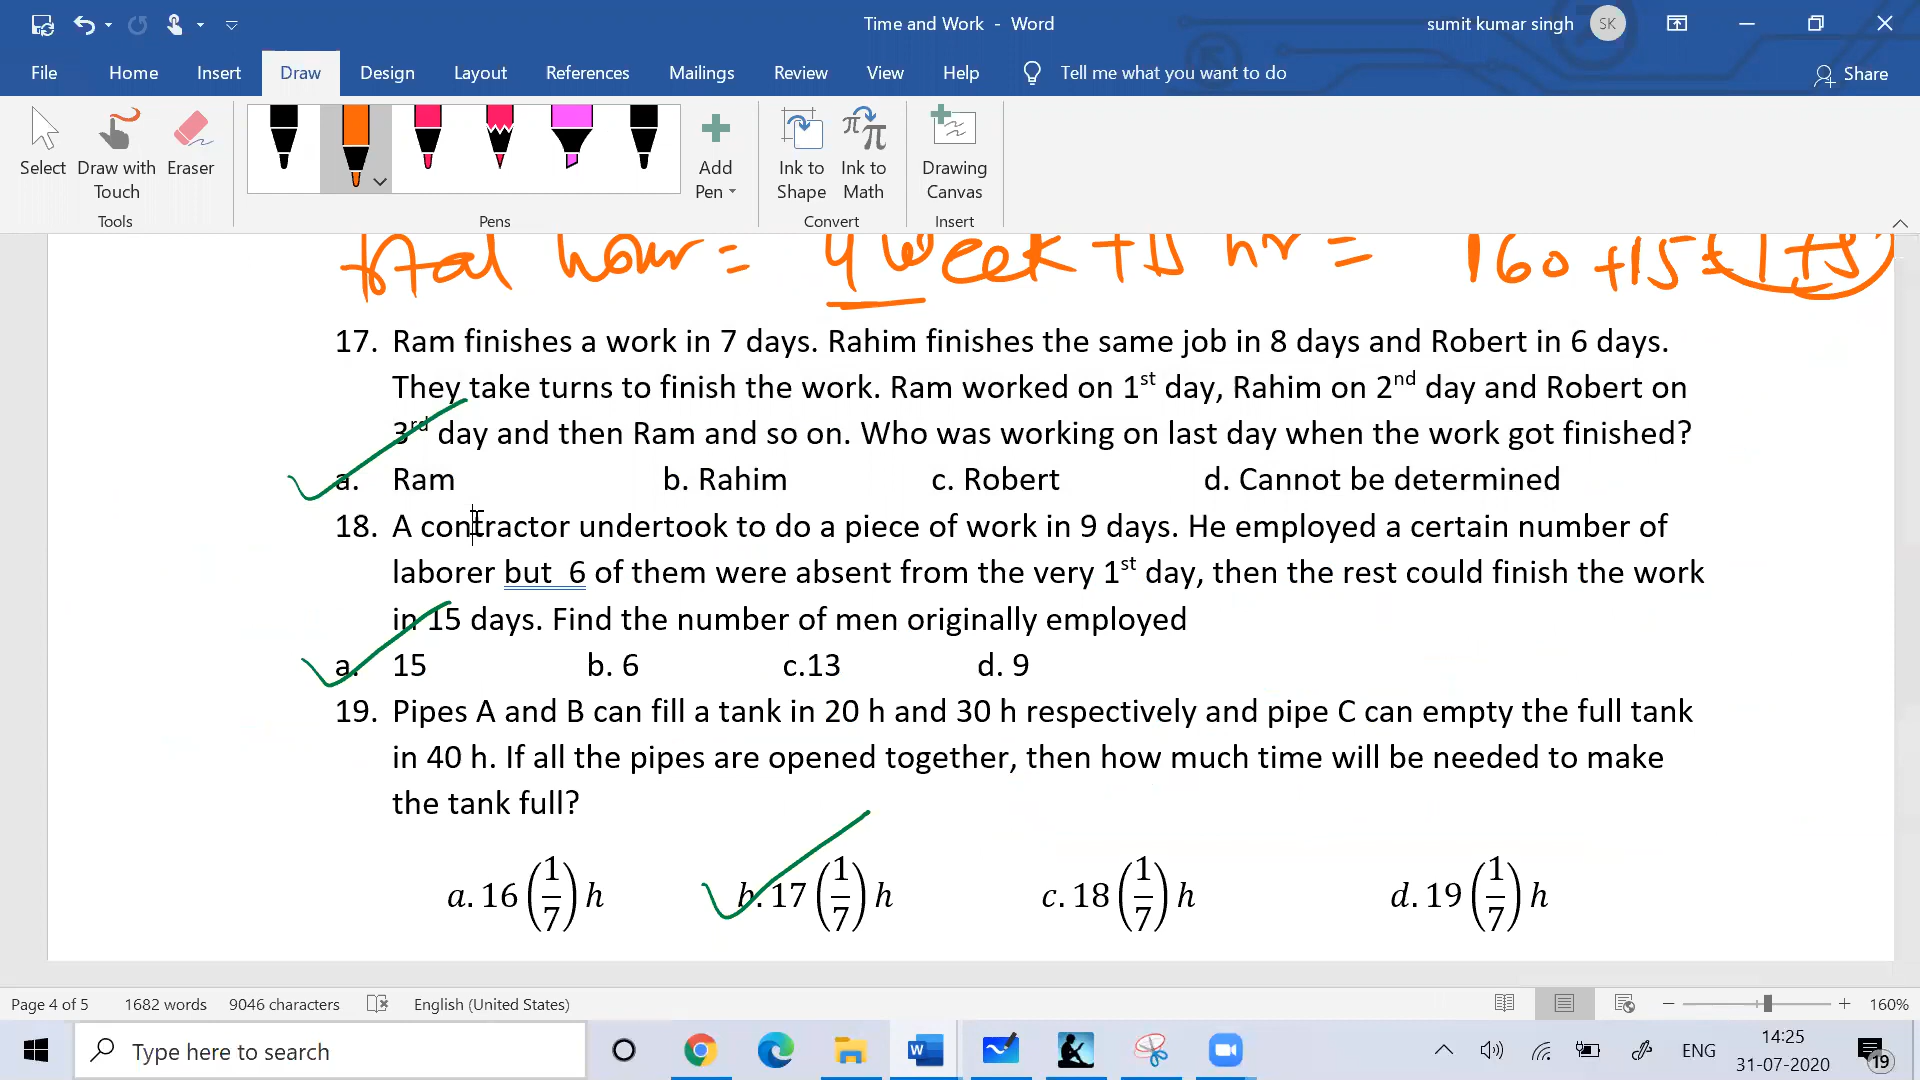 Time and Work - Word
sumit kumar singh
SK
File Home Insert Draw Design Layout References Mailings Review View Help Tell me what you want to do Share
Select Draw with Touch Eraser Add Pen Ink to Shape Ink to Math Drawing Canvas
Tools Pens Convert Insert
total hour = 4 week + 15 hr = 160 + 15
17. Ram finishes a work in 7 days. Rahim finishes the same job in 8 days and Robert in 6 days.
They take turns to finish the work. Ram worked on 1st day, Rahim on 2nd day and Robert on
3rd day and then Ram and so on. Who was working on last day when the work got finished?
a. Ram b. Rahim c. Robert d. Cannot be determined
18. A contractor undertook to do a piece of work in 9 days. He employed a certain number of
laborer but 6 of them were absent from the very 1st day, then the rest could finish the work
in 15 days. Find the number of men originally employed
a. 15 b. 6 c.13 d. 9
19. Pipes A and B can fill a tank in 20 h and 30 h respectively and pipe C can empty the full tank
in 40 h. If all the pipes are opened together, then how much time will be needed to make
the tank full?
a. 16 (1/7) h b. 17 (1/7) h c. 18 (1/7) h d. 19 (1/7) h
Page 4 of 5 1682 words 9046 characters English (United States) 160%
Type here to search
ENG
14:25
31-07-2020
19